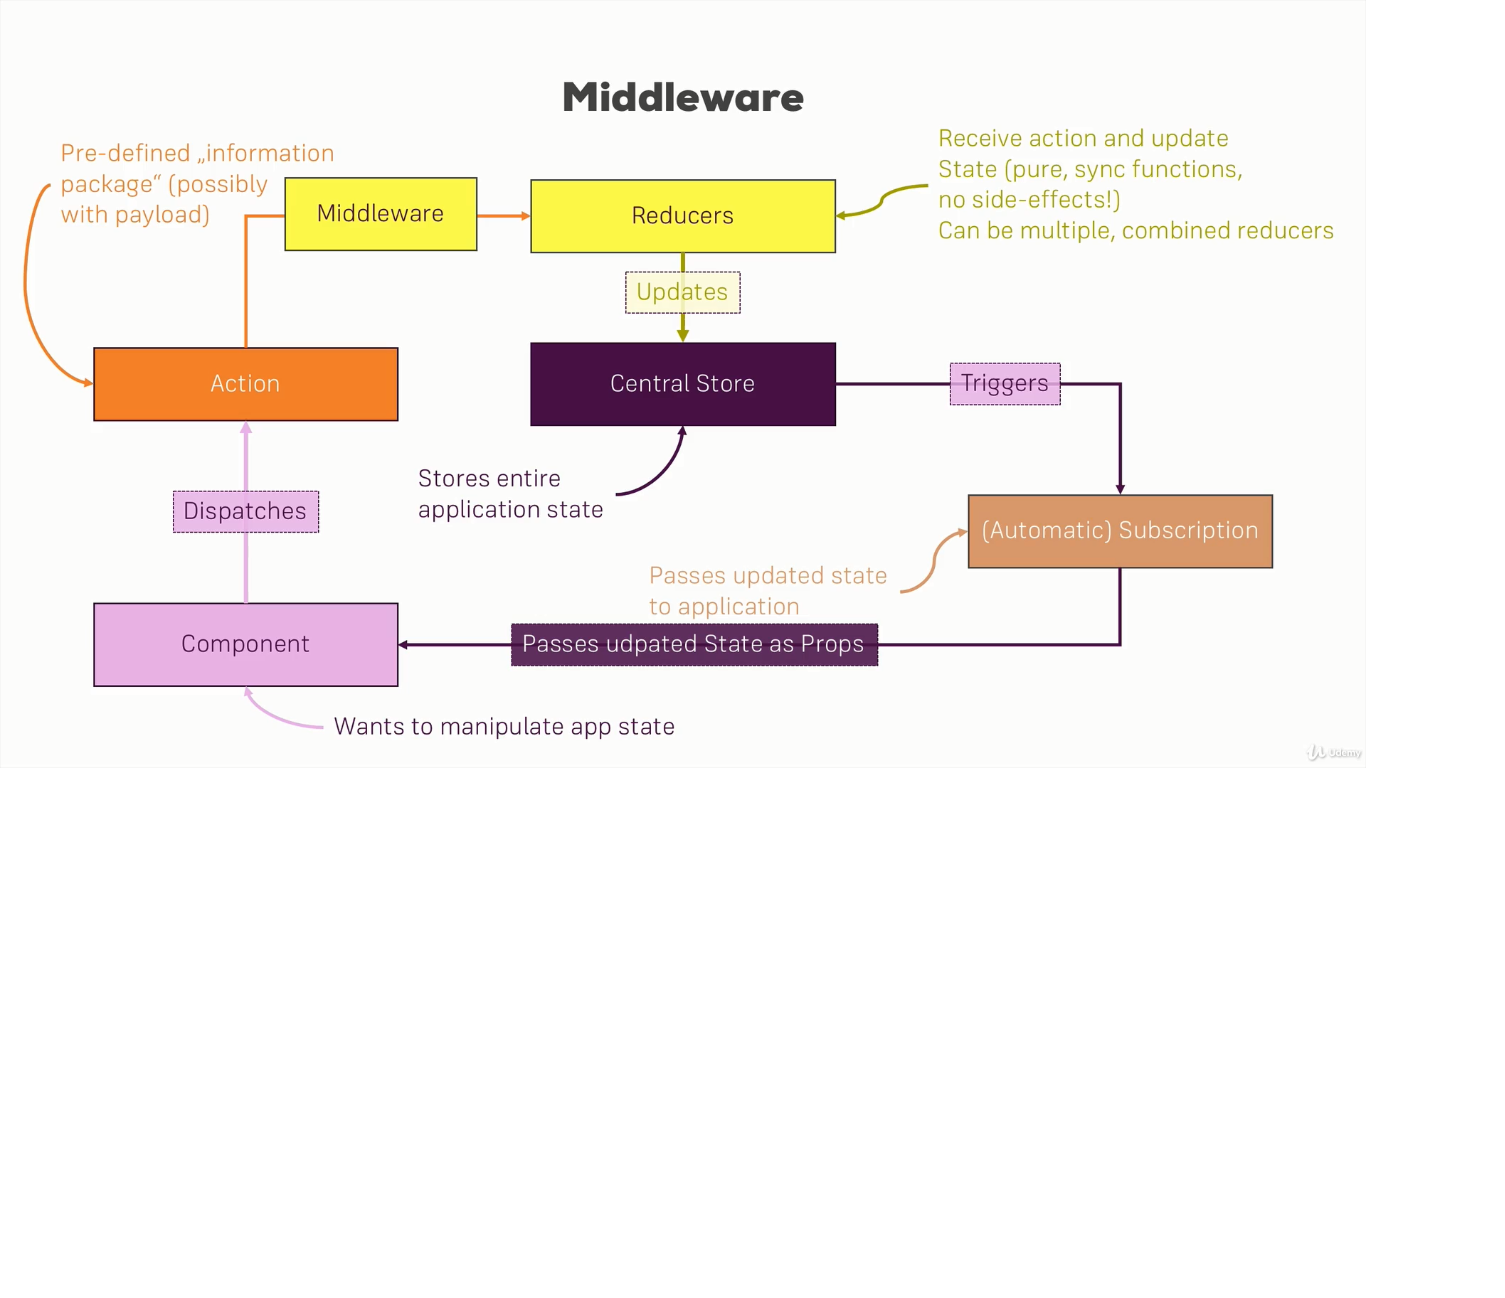 Middleware
Pre-defined „information
package“ (possibly
with payload)
Middleware
Reducers
Receive action and update
State (pure, sync functions,
no side-effects!)
Can be multiple, combined reducers
Updates
Action
Central Store
Triggers
Stores entire
application state
Dispatches
(Automatic) Subscription
Passes updated state
to application
Component
Passes udpated State as Props
Wants to manipulate app state
Udemy